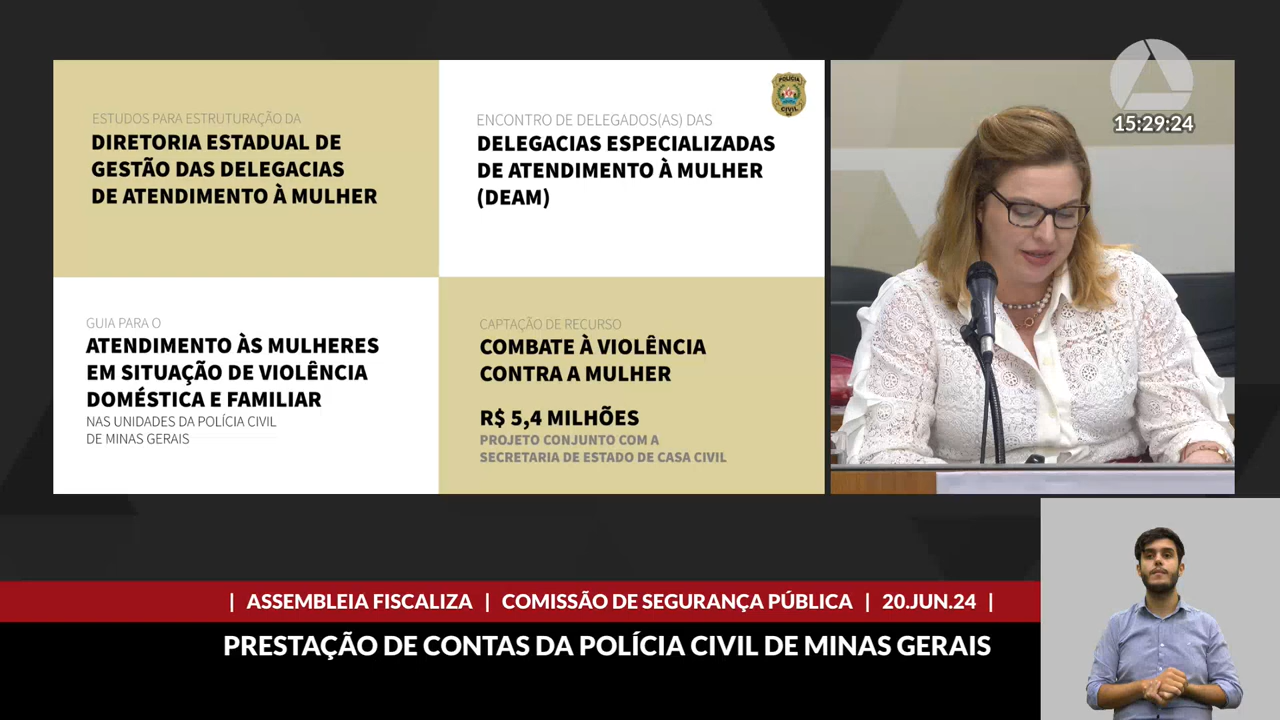 ESTUDOS PARA ESTRUTURAÇÃO DA
DIRETORIA ESTADUAL DE
GESTÃO DAS DELEGACIAS
DE ATENDIMENTO À MULHER
ENCONTRO DE DELEGADOS(AS) DAS
DELEGACIAS ESPECIALIZADAS
DE ATENDIMENTO À MULHER
(DEAM)
POLÍCIA
CIVIL
GUIA PARA O
ATENDIMENTO ÀS MULHERES
EM SITUAÇÃO DE VIOLÊNCIA
DOMÉSTICA E FAMILIAR
NAS UNIDADES DA POLÍCIA CIVIL
DE MINAS GERAIS
CAPTAÇÃO DE RECURSO
COMBATE À VIOLÊNCIA
CONTRA A MULHER
R$ 5,4 MILHÕES
PROJETO CONJUNTO COM A
SECRETARIA DE ESTADO DE CASA CIVIL
15:29:24
| ASSEMBLEIA FISCALIZA | COMISSÃO DE SEGURANÇA PÚBLICA | 20.JUN.24 |
PRESTAÇÃO DE CONTAS DA POLÍCIA CIVIL DE MINAS GERAIS